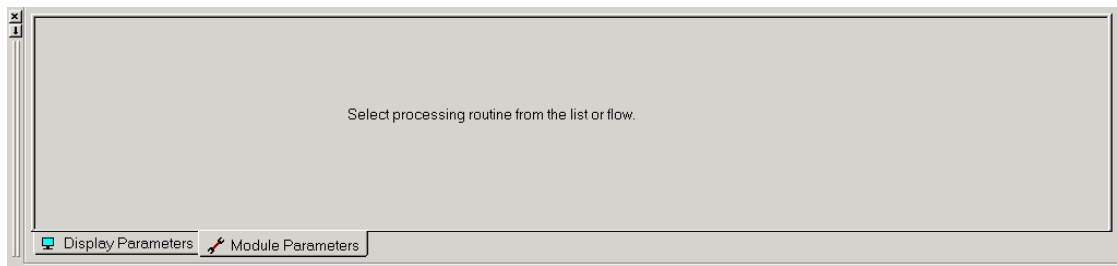 Select processing routine from the list or flow.
Display Parameters
Module Parameters